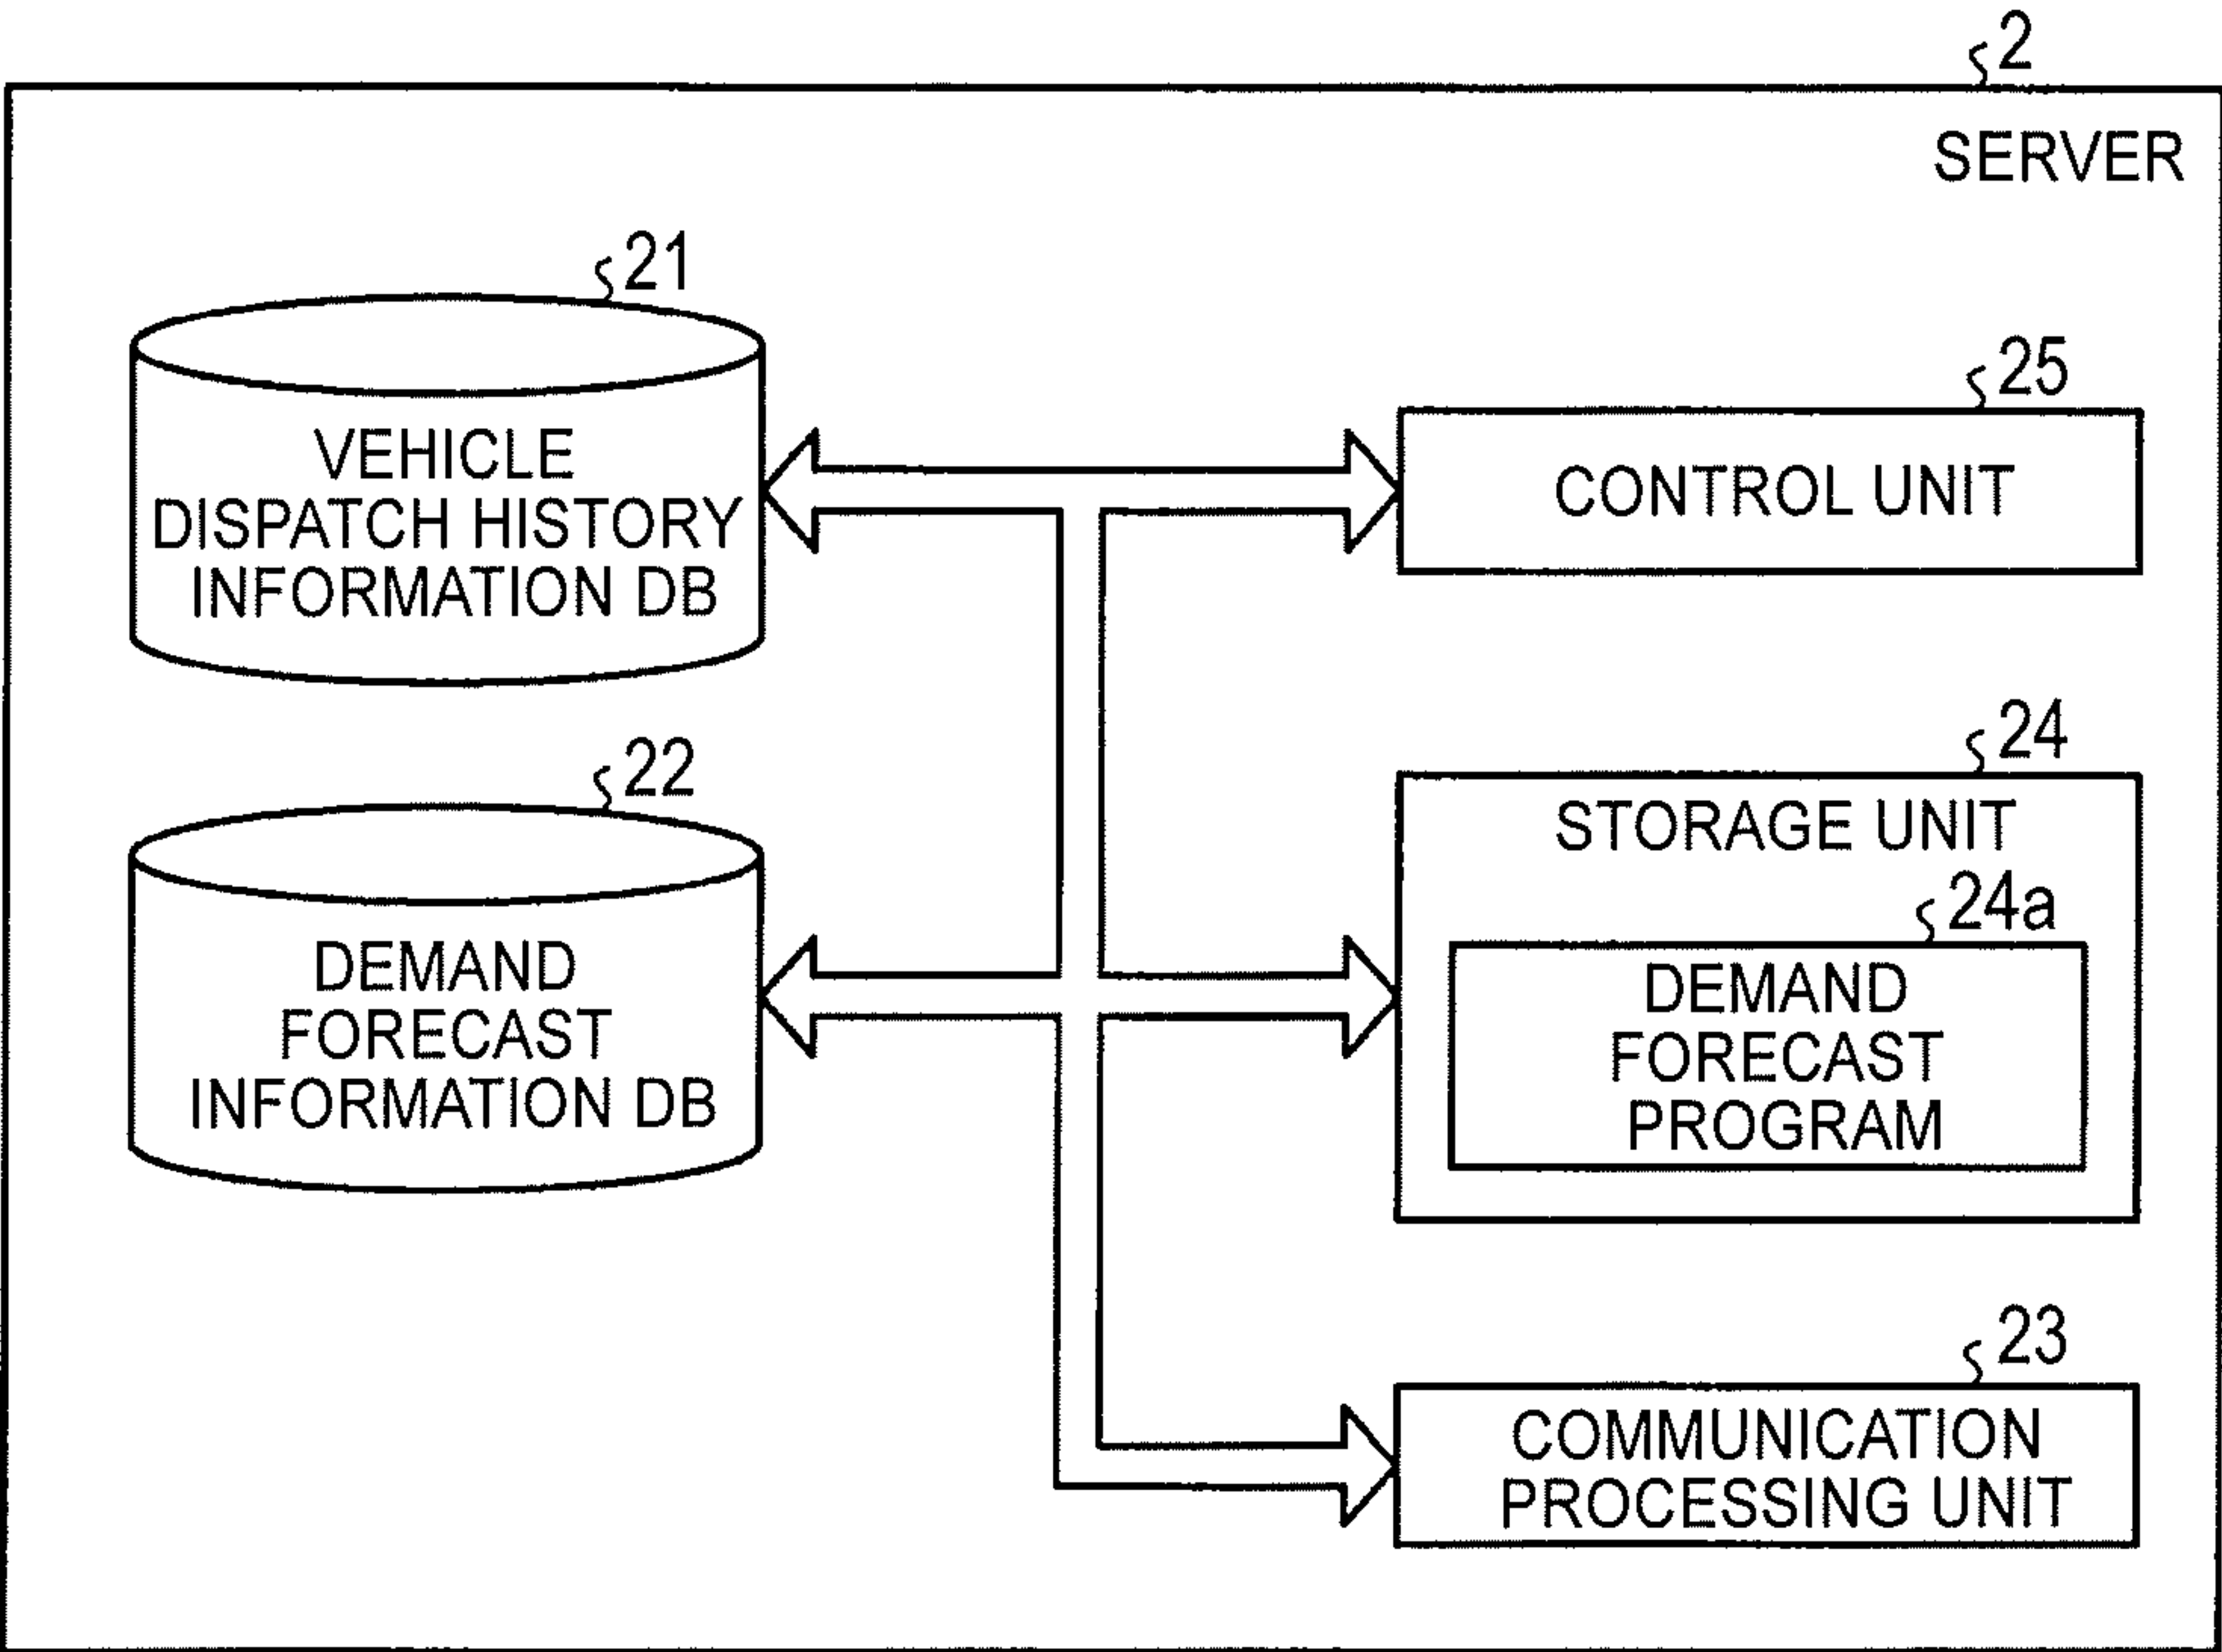 2
SERVER
21
VEHICLE
DISPATCH HISTORY
INFORMATION DB
25
CONTROL UNIT
22
DEMAND
FORECAST
INFORMATION DB
24
STORAGE UNIT
24a
DEMAND
FORECAST
PROGRAM
23
COMMUNICATION
PROCESSING UNIT